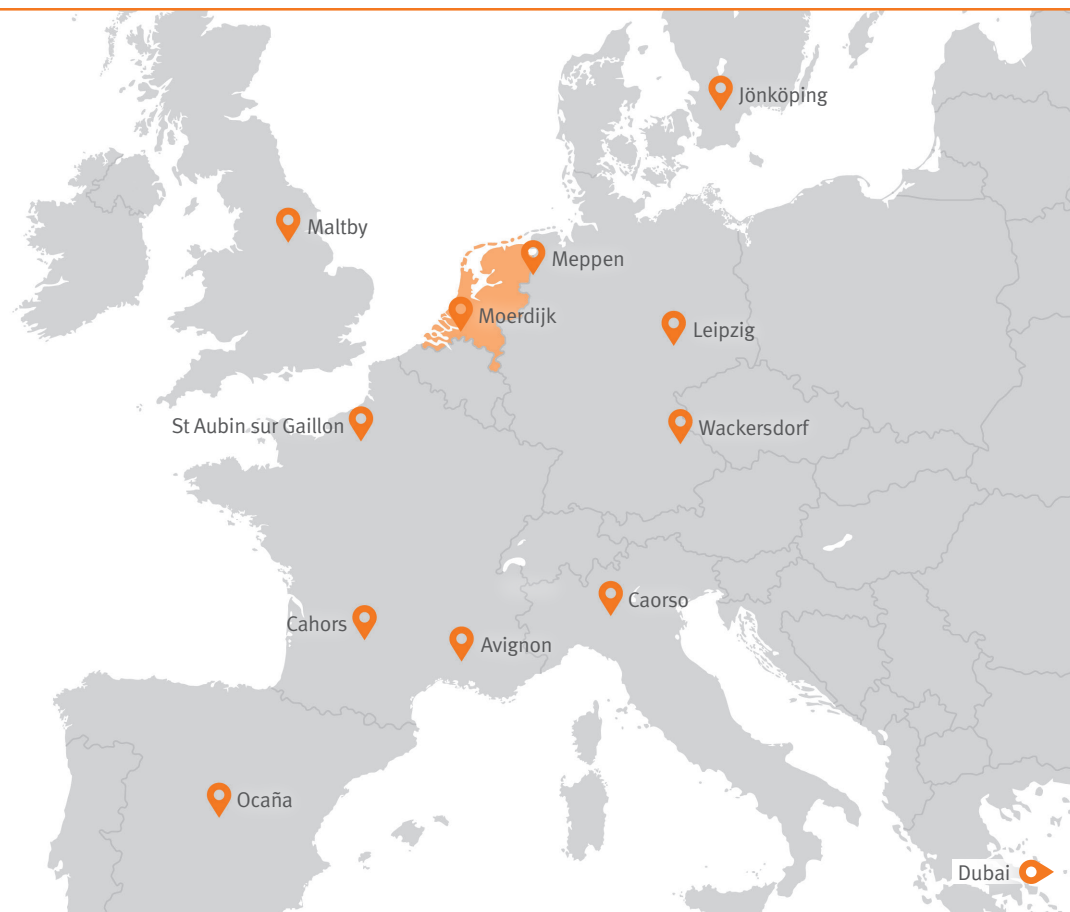 Jönköping
Maltby
Meppen
Moerdijk
Leipzig
St Aubin sur Gaillon
Wackersdorf
Caorso
Cahors
Avignon
Ocaña
Dubai